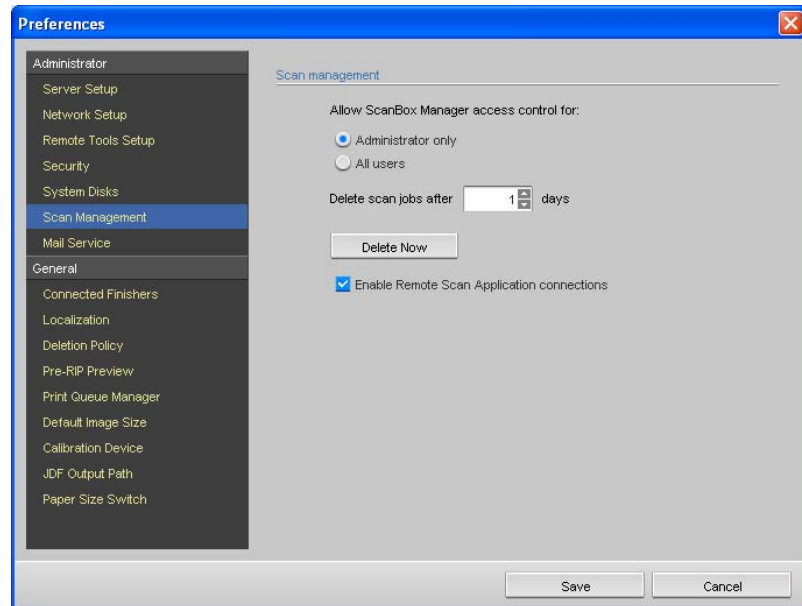 Preferences
Administrator
Server Setup
Network Setup
Remote Tools Setup
Security
System Disks
Scan Management
Mail Service
General
Connected Finishers
Localization
Deletion Policy
Pre-RIP Preview
Print Queue Manager
Default Image Size
Calibration Device
JDF Output Path
Paper Size Switch
Scan management
Allow ScanBox Manager access control for:
Administrator only
All users
Delete scan jobs after 1 days
Delete Now
Enable Remote Scan Application connections
Save Cancel